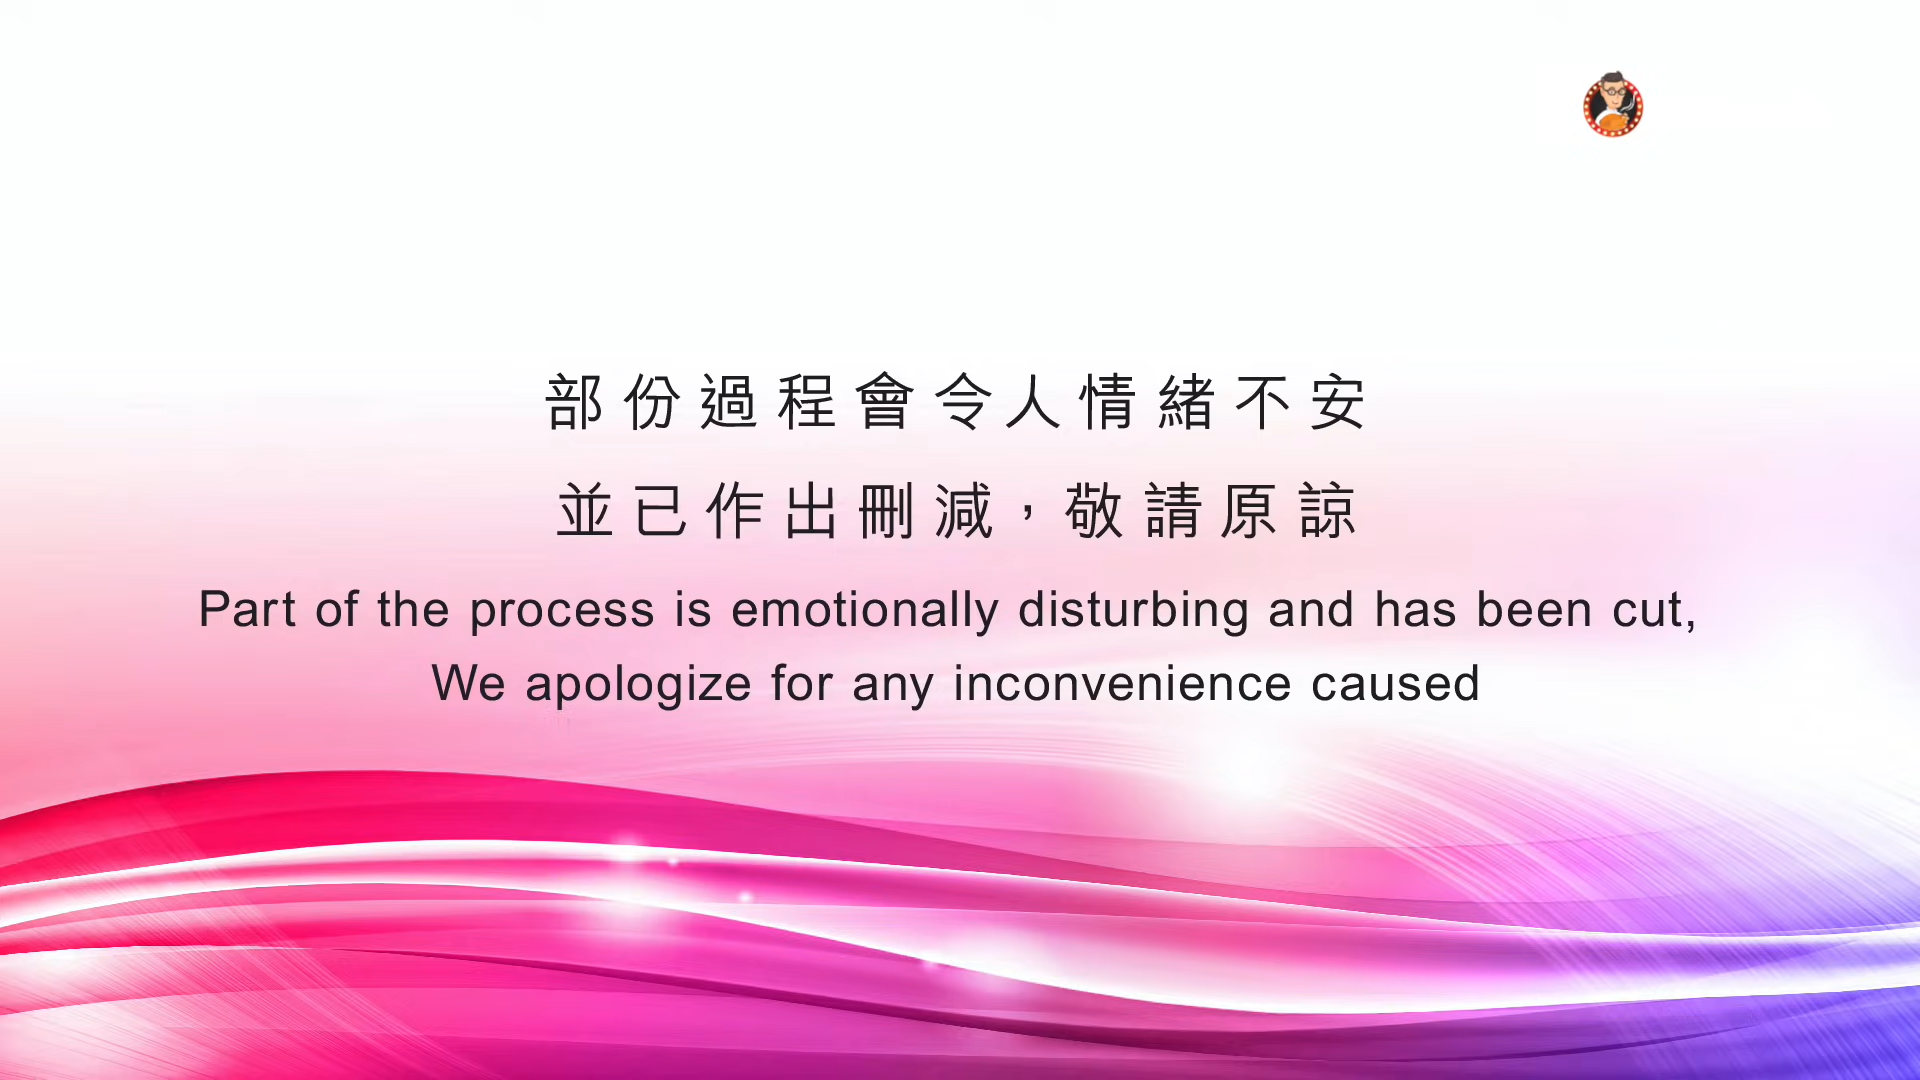 部份過程會令人情緒不安
並已作出刪減，敬請原諒
Part of the process is emotionally disturbing and has been cut,
We apologize for any inconvenience caused